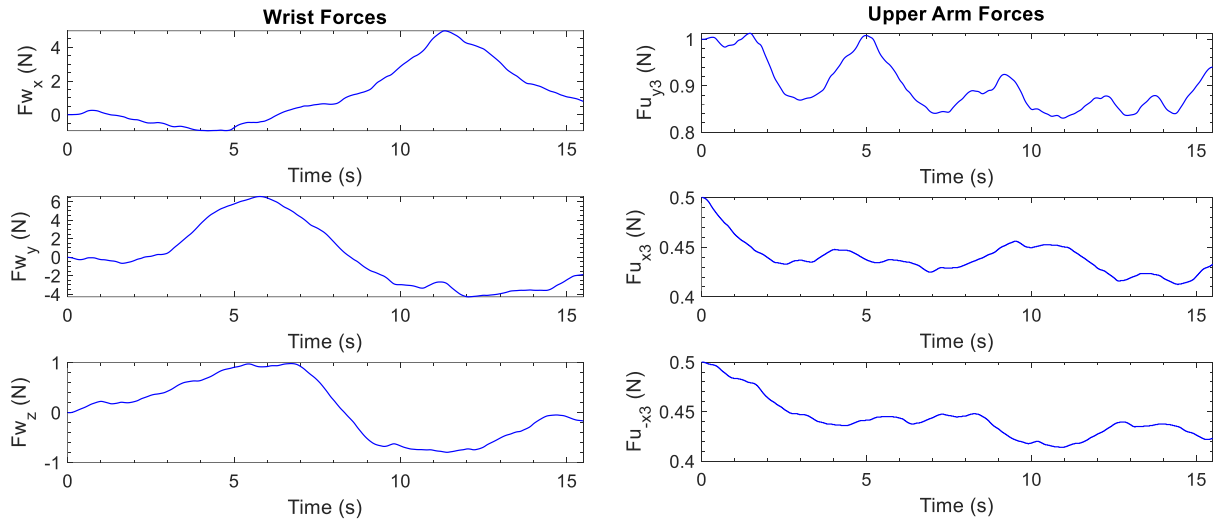 Wrist Forces
4
2
0
Fw_x (N)
0 5 10 15
Time (s)
6
4
2
0
-2
-4
Fw_y (N)
0 5 10 15
Time (s)
1
0
-1
Fw_z (N)
0 5 10 15
Time (s)
Upper Arm Forces
1
0.9
0.8
Fu_y3 (N)
0 5 10 15
Time (s)
0.5
0.45
0.4
Fu_x3 (N)
0 5 10 15
Time (s)
0.5
0.45
0.4
Fu_-x3 (N)
0 5 10 15
Time (s)